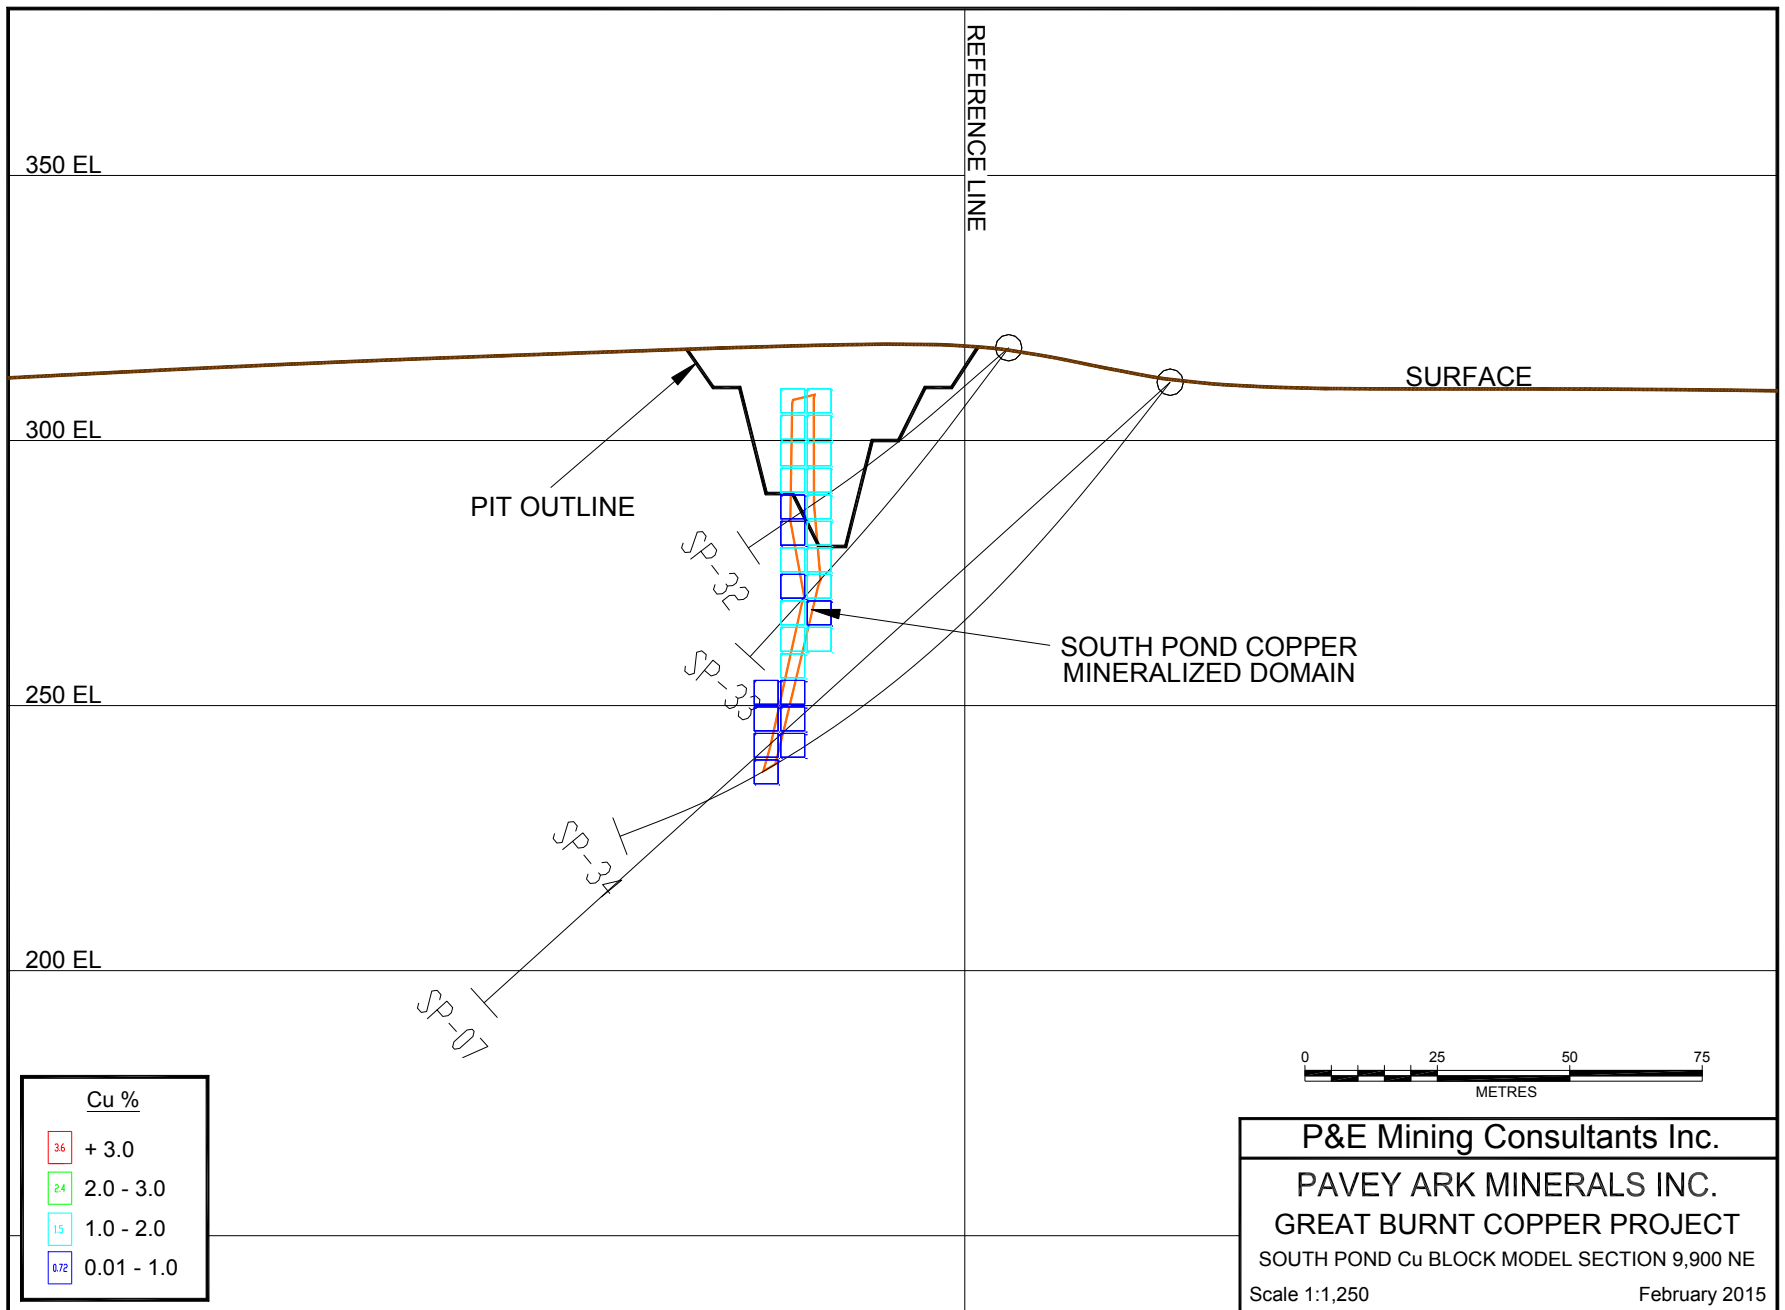 REFERENCE LINE
350 EL
SURFACE
300 EL
PIT OUTLINE
SP-32
SOUTH POND COPPER
MINERALIZED DOMAIN
SP-33
250 EL
SP-34
200 EL
SP-07
0 25 50 75
METRES
Cu %
3.6 + 3.0
2.4 2.0 - 3.0
1.5 1.0 - 2.0
0.72 0.01 - 1.0
P&E Mining Consultants Inc.
PAVEY ARK MINERALS INC.
GREAT BURNT COPPER PROJECT
SOUTH POND Cu BLOCK MODEL SECTION 9,900 NE
Scale 1:1,250 February 2015